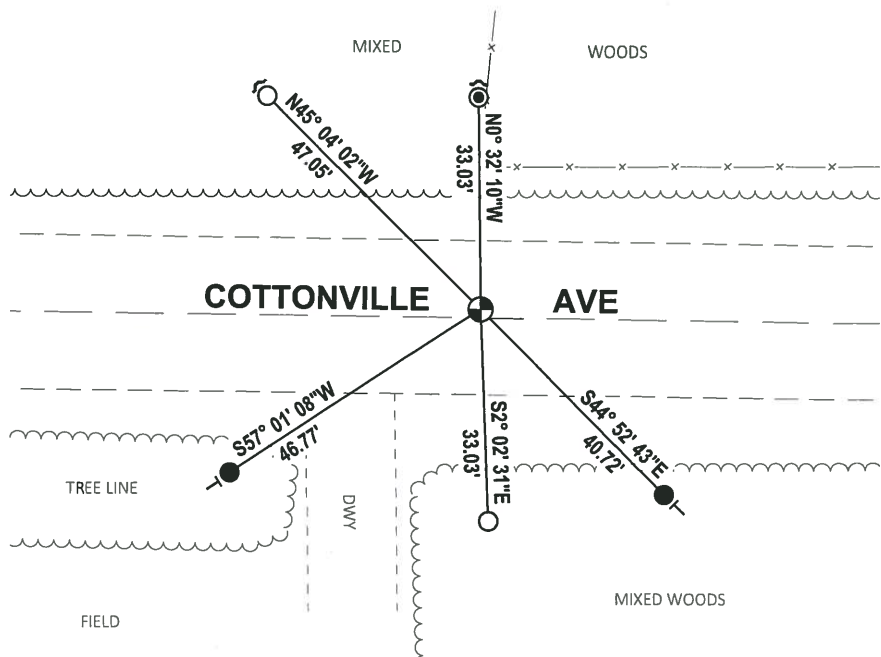 MIXED
WOODS
N45° 04' 02"W
47.05'
N0° 32' 10"W
33.03'
COTTONVILLE AVE
S57° 01' 08"W
46.77'
S2° 02' 31"E
33.03'
S44° 52' 43"E
40.72'
TREE LINE
DWY
MIXED WOODS
FIELD